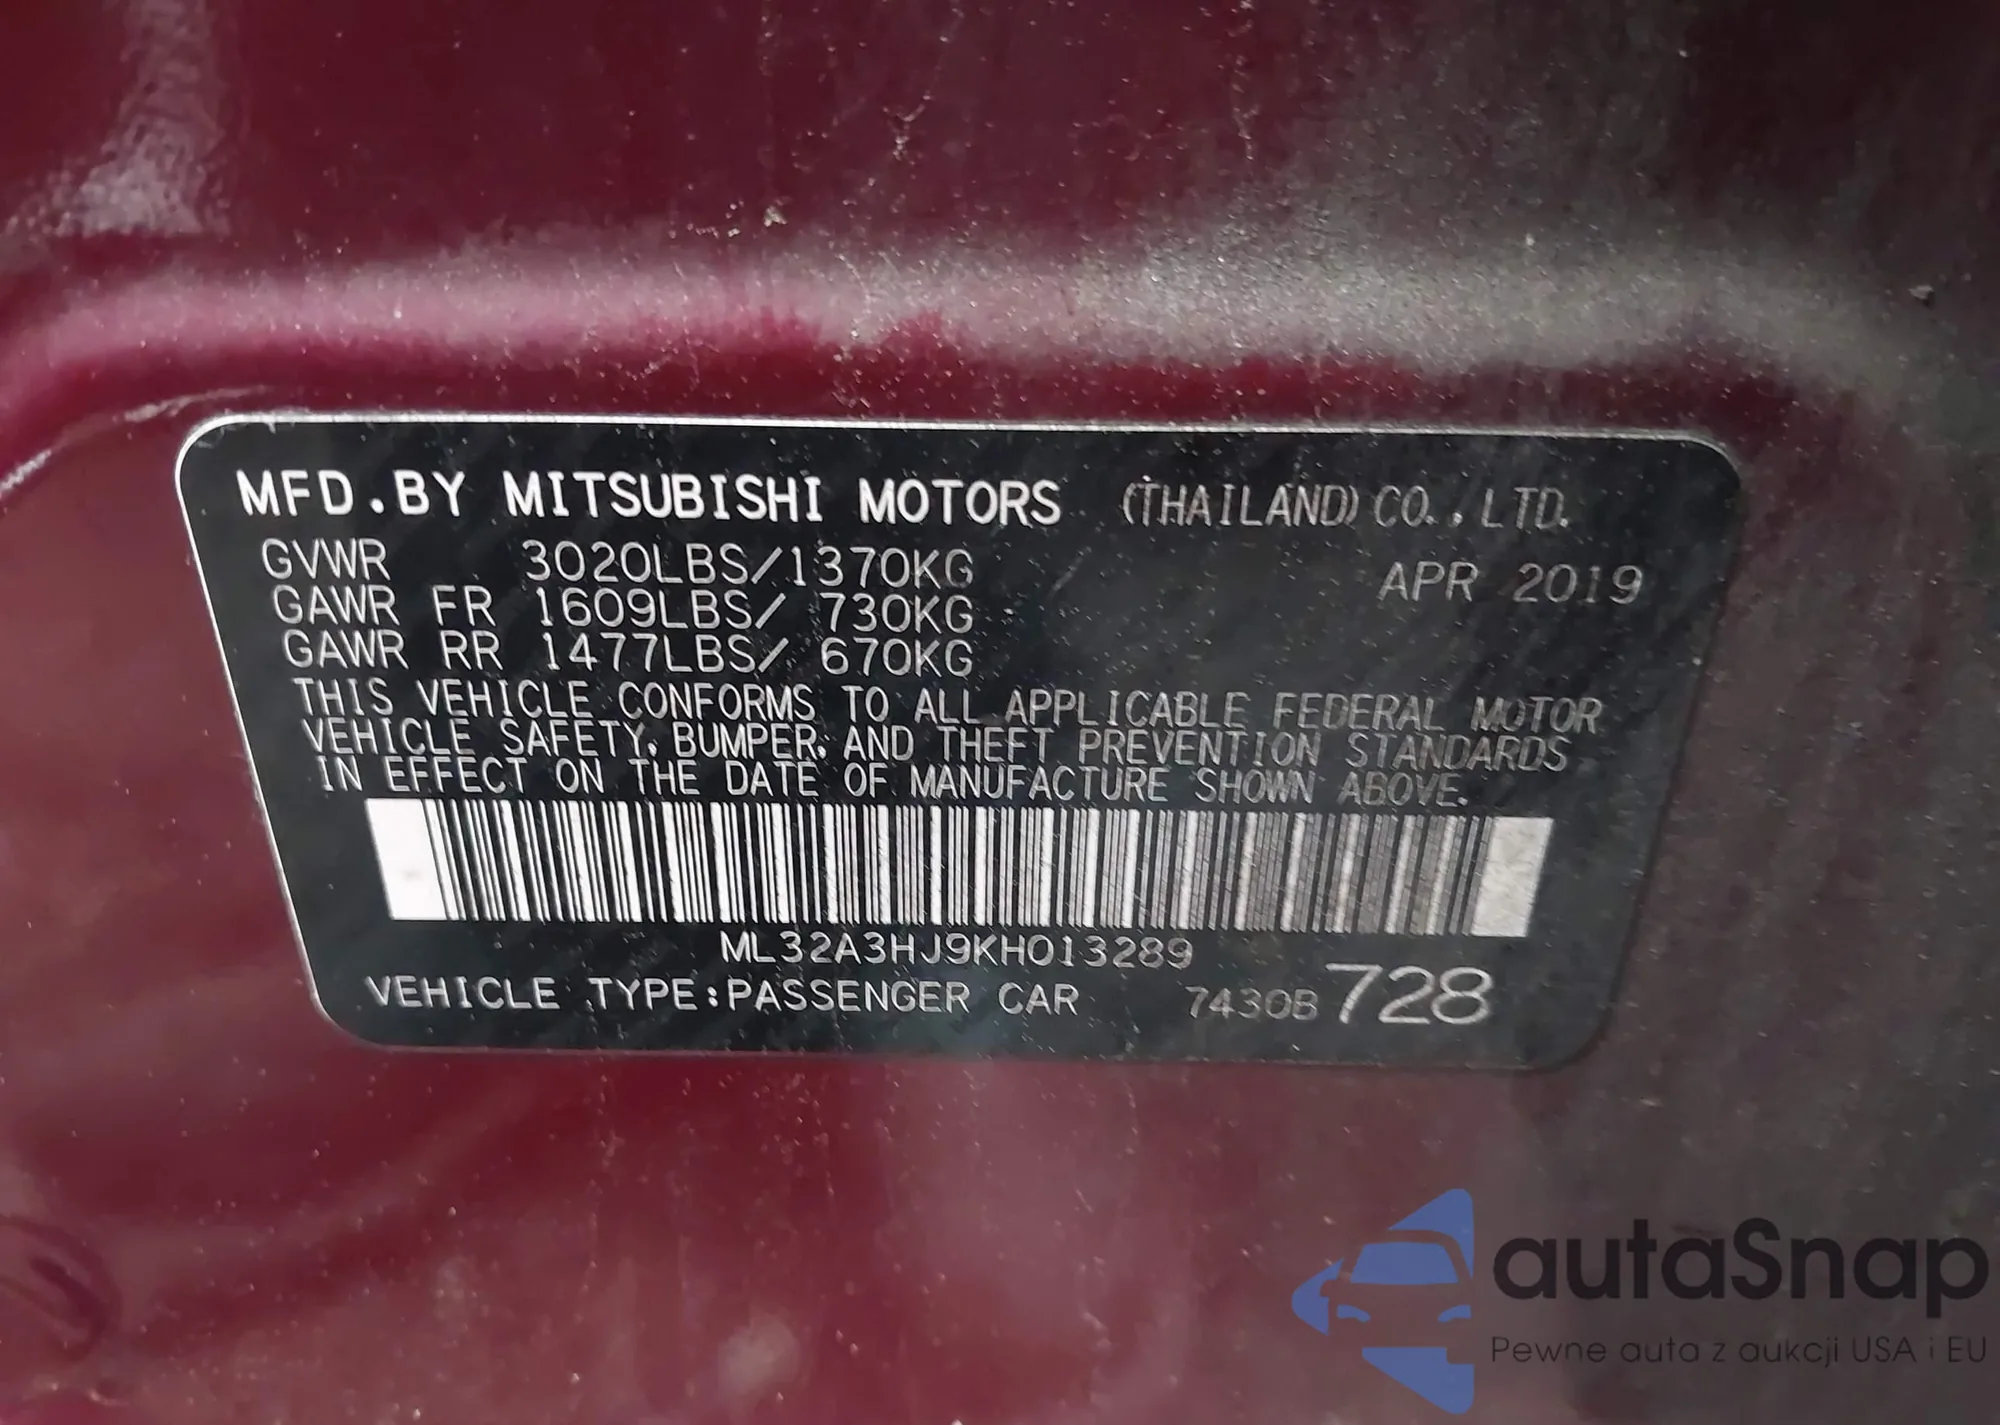 MFD.BY MITSUBISHI MOTORS (THAILAND) CO., LTD.
GVWR 3020LBS/1370KG APR 2019
GAWR FR 1609LBS/ 730KG
GAWR RR 1477LBS/ 670KG
THIS VEHICLE CONFORMS TO ALL APPLICABLE FEDERAL MOTOR
VEHICLE SAFETY, BUMPER, AND THEFT PREVENTION STANDARDS
IN EFFECT ON THE DATE OF MANUFACTURE SHOWN ABOVE.
ML32A3HJ9KH013289
VEHICLE TYPE:PASSENGER CAR 7430B 728
autaSnap
Pewne auta z aukcji USA i EU